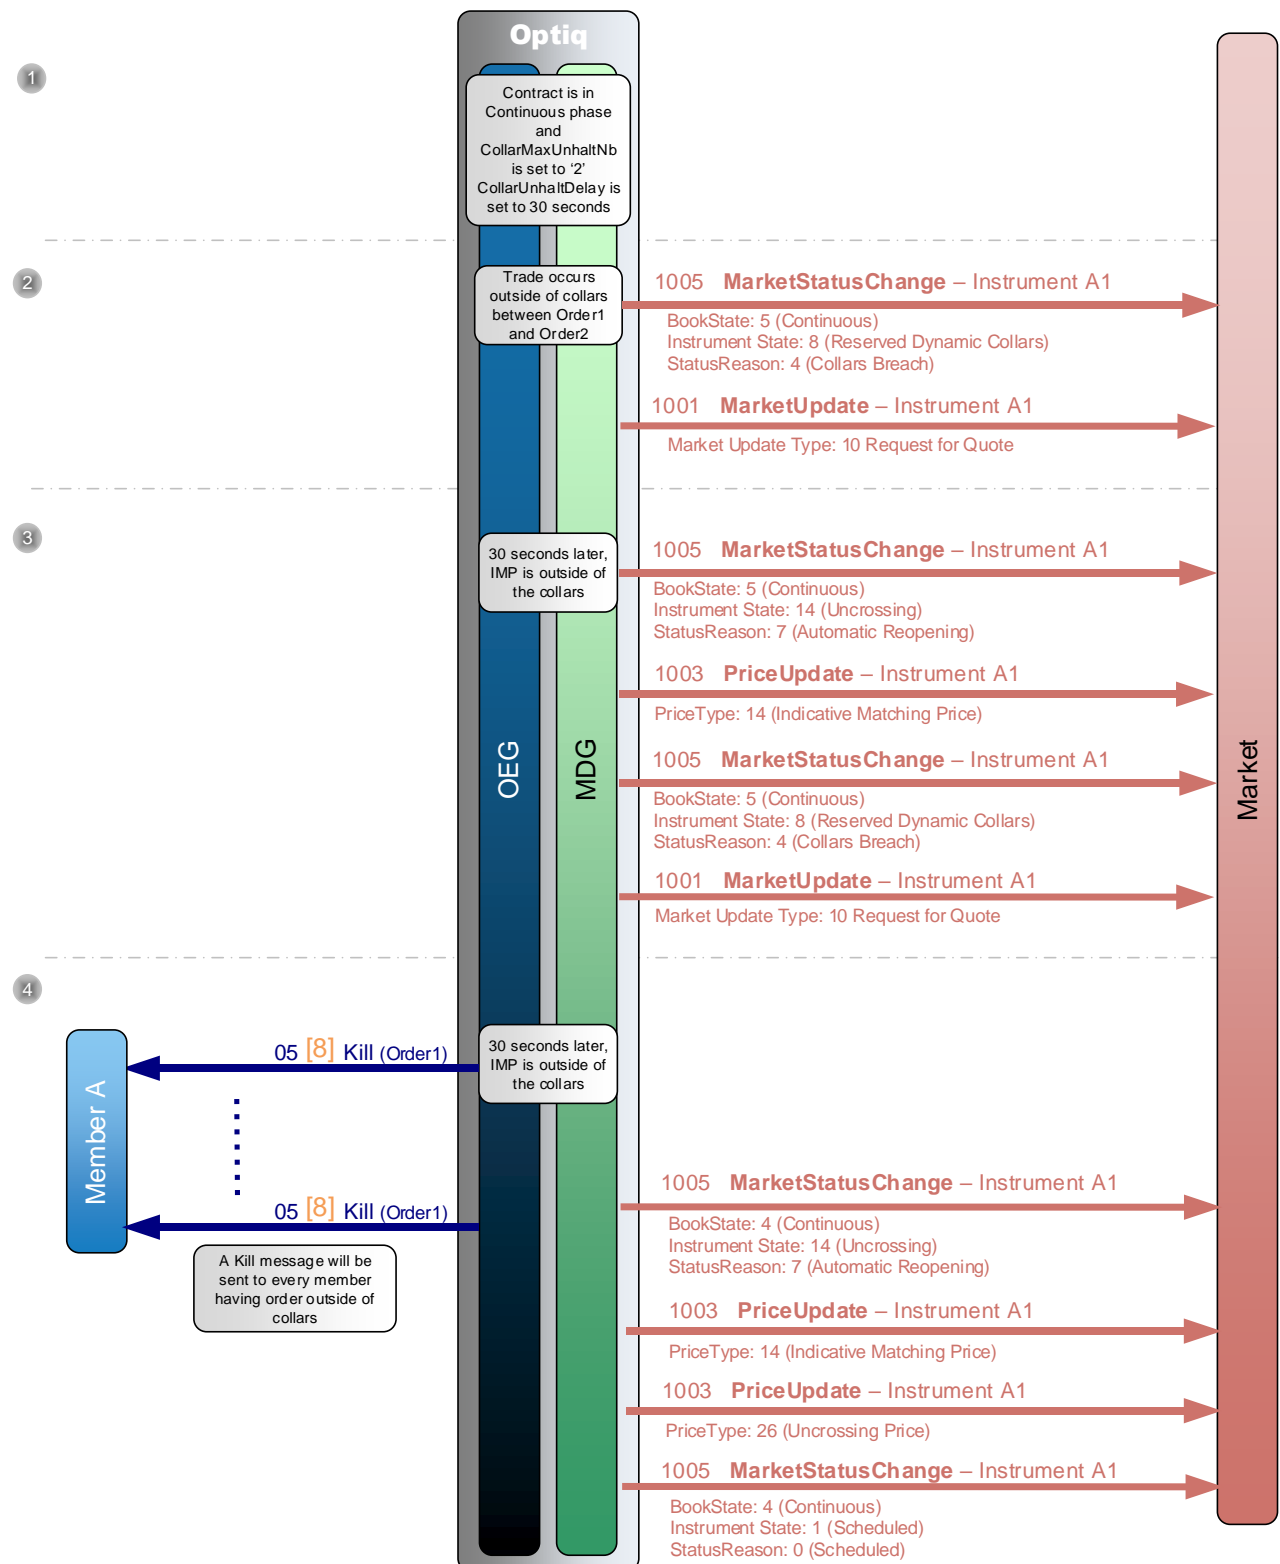 Optiq
1
Contract is in
Continuous phase
and
CollarMaxUnhaltNb
is set to ‘2’
CollarUnhaltDelay is
set to 30 seconds
2
Trade occurs
outside of collars
between Order1
and Order2
1005 MarketStatusChange – Instrument A1
BookState: 5 (Continuous)
Instrument State: 8 (Reserved Dynamic Collars)
StatusReason: 4 (Collars Breach)
1001 MarketUpdate – Instrument A1
Market Update Type: 10 Request for Quote
3
30 seconds later,
IMP is outside of
the collars
1005 MarketStatusChange – Instrument A1
BookState: 5 (Continuous)
Instrument State: 14 (Uncrossing)
StatusReason: 7 (Automatic Reopening)
1003 PriceUpdate – Instrument A1
PriceType: 14 (Indicative Matching Price)
OEG
MDG
Market
1005 MarketStatusChange – Instrument A1
BookState: 5 (Continuous)
Instrument State: 8 (Reserved Dynamic Collars)
StatusReason: 4 (Collars Breach)
1001 MarketUpdate – Instrument A1
Market Update Type: 10 Request for Quote
4
Member A
05 [8] Kill (Order1)
30 seconds later,
IMP is outside of
the collars
05 [8] Kill (Order1)
A Kill message will be
sent to every member
having order outside of
collars
1005 MarketStatusChange – Instrument A1
BookState: 4 (Continuous)
Instrument State: 14 (Uncrossing)
StatusReason: 7 (Automatic Reopening)
1003 PriceUpdate – Instrument A1
PriceType: 14 (Indicative Matching Price)
1003 PriceUpdate – Instrument A1
PriceType: 26 (Uncrossing Price)
1005 MarketStatusChange – Instrument A1
BookState: 4 (Continuous)
Instrument State: 1 (Scheduled)
StatusReason: 0 (Scheduled)